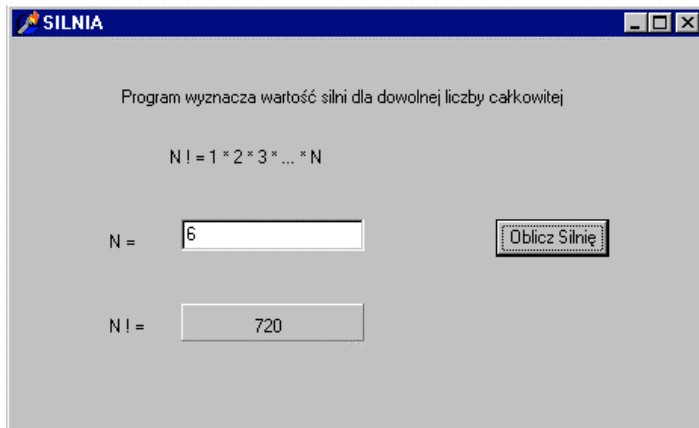 SILNIA
Program wyznacza wartość silni dla dowolnej liczby całkowitej
N ! = 1 * 2 * 3 * ... * N
N = 6 Oblicz Silnię
N ! = 720